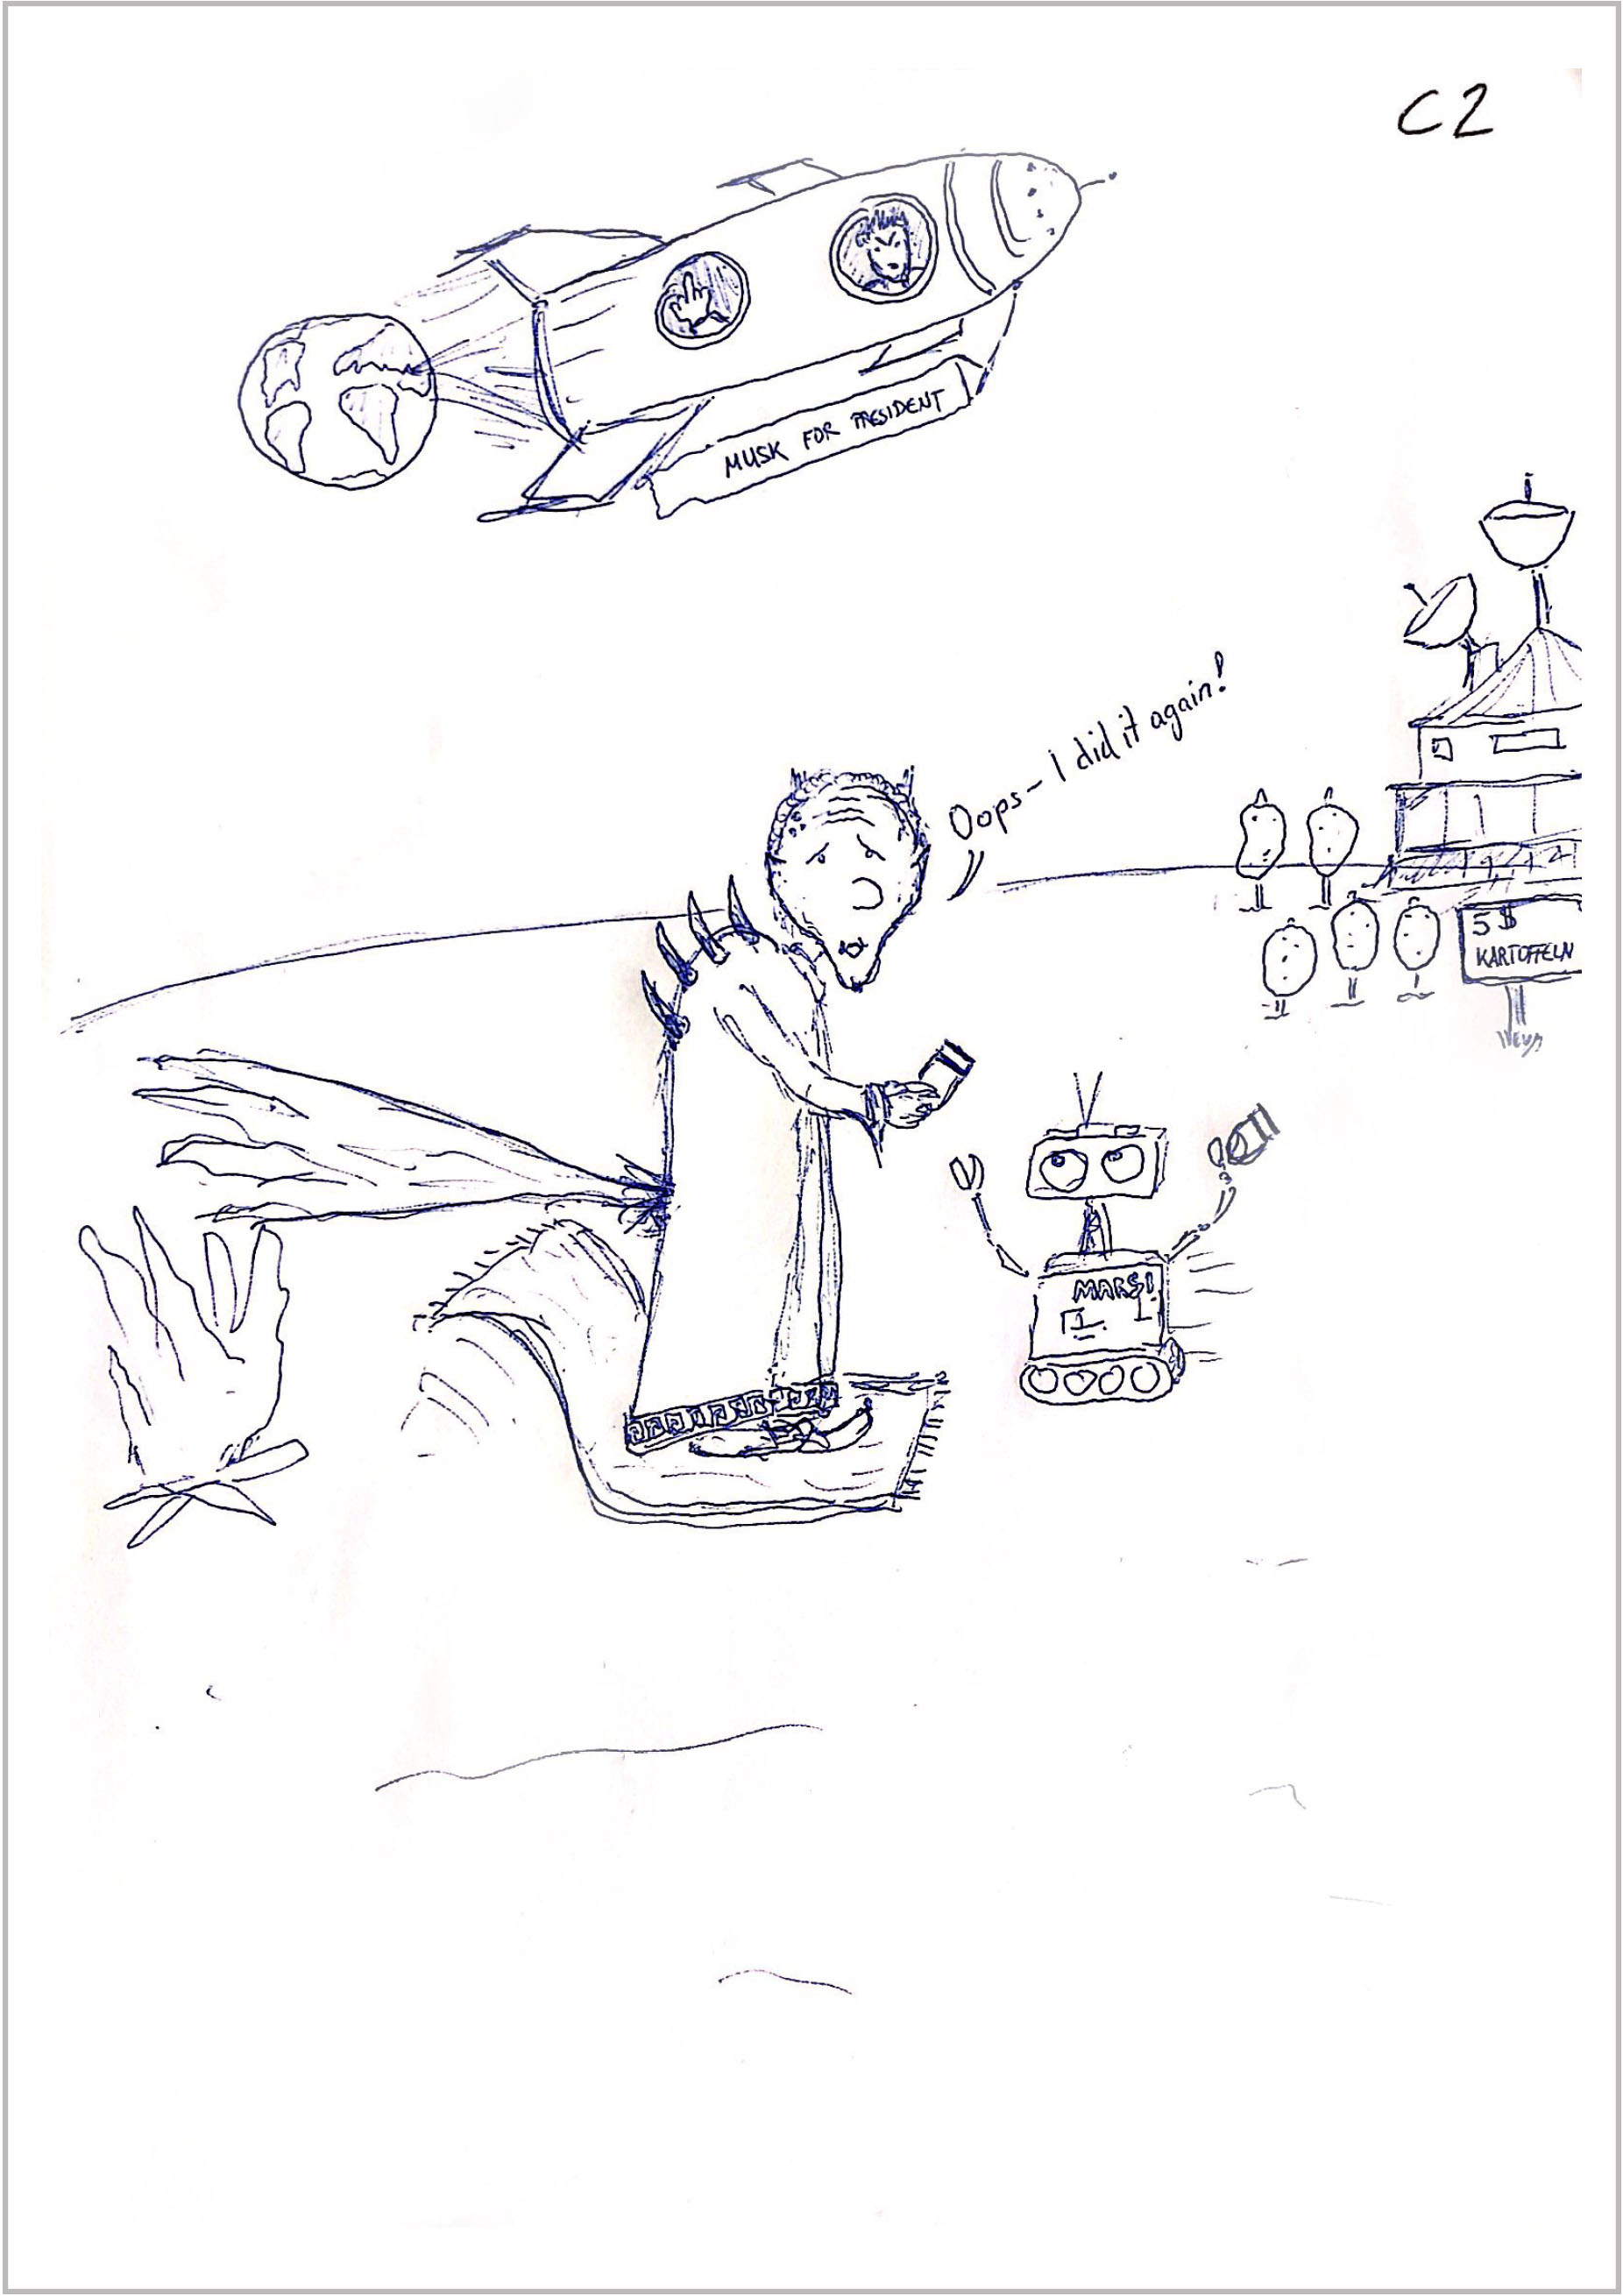 C2
MUSK FOR PRESIDENT
Oops - I did it again!
5$
KARTOFFELN
MARS!